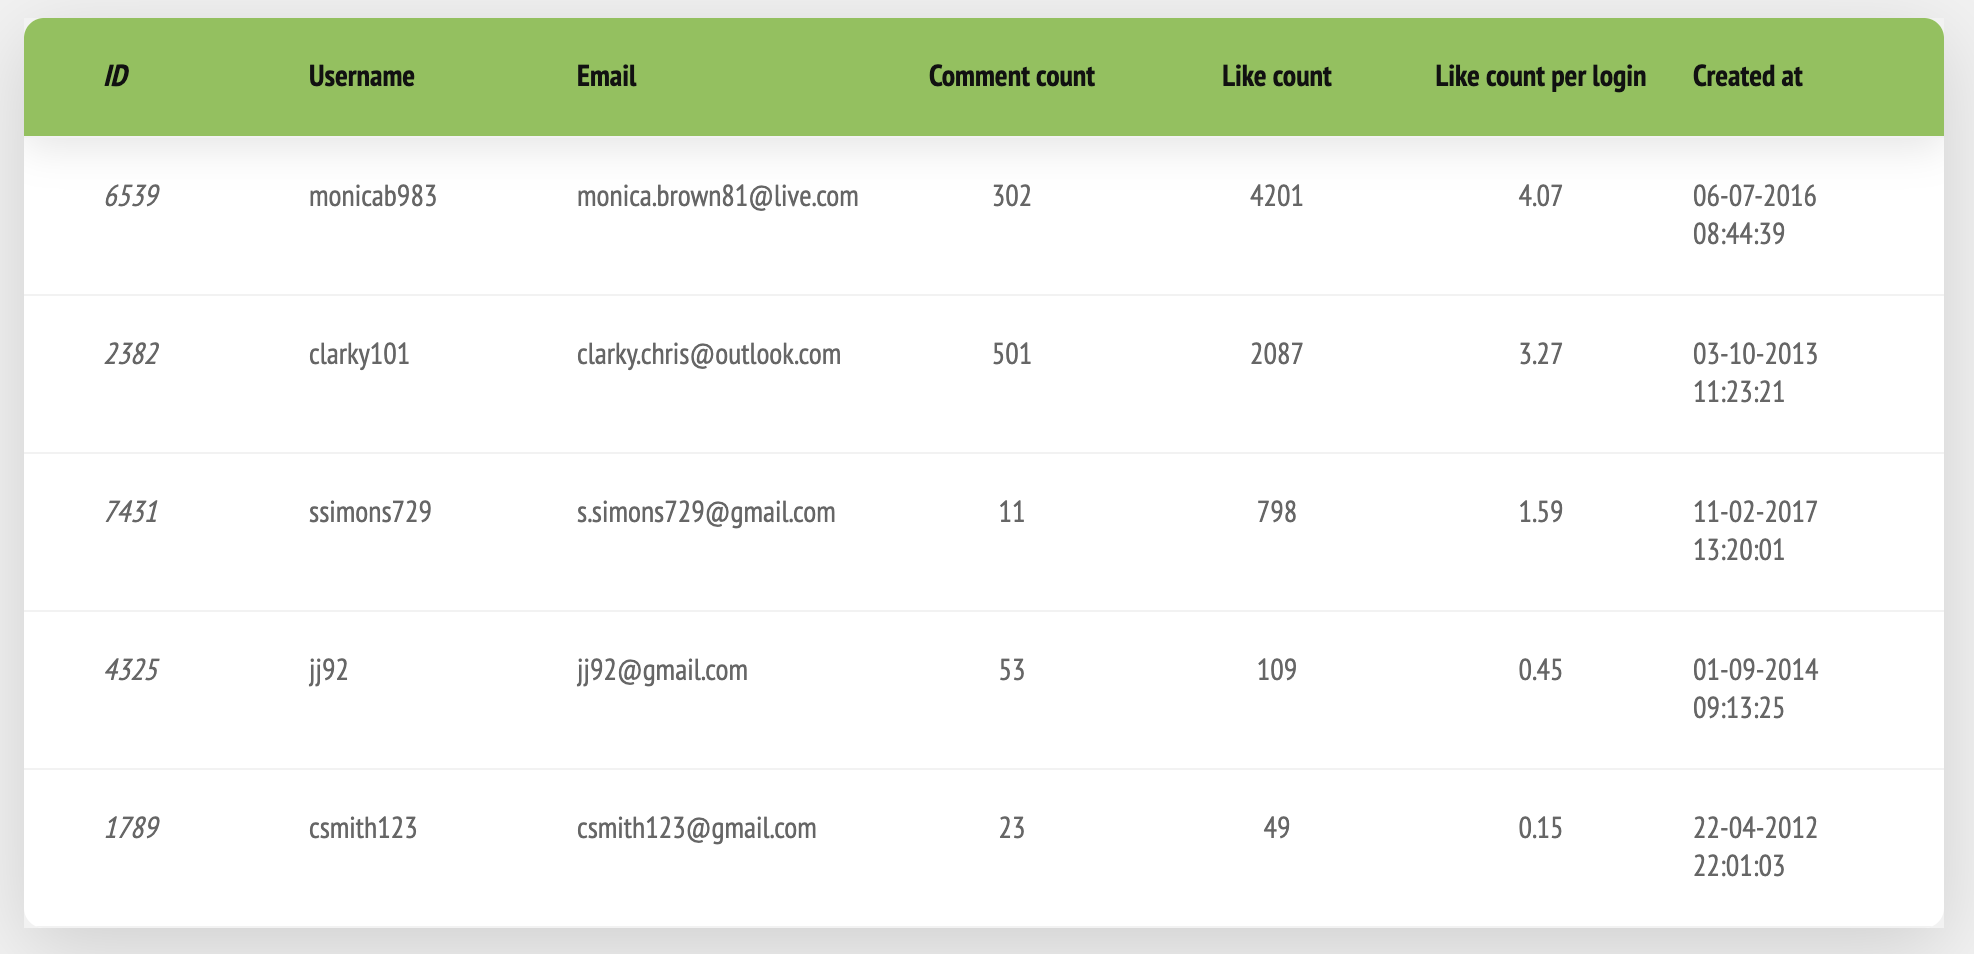 ID Username Email Comment count Like count Like count per login Created at
6539 monicab983 monica.brown81@live.com 302 4201 4.07 06-07-2016
08:44:39
2382 clarky101 clarky.chris@outlook.com 501 2087 3.27 03-10-2013
11:23:21
7431 ssimons729 s.simons729@gmail.com 11 798 1.59 11-02-2017
13:20:01
4325 jj92 jj92@gmail.com 53 109 0.45 01-09-2014
09:13:25
1789 csmith123 csmith123@gmail.com 23 49 0.15 22-04-2012
22:01:03